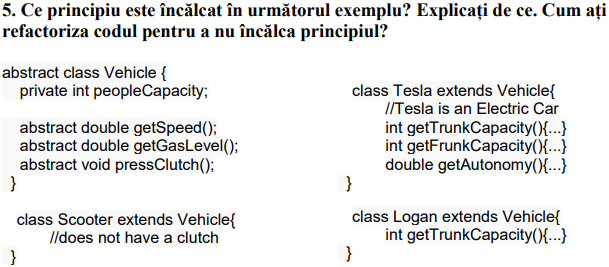 5. Ce principiu este încălcat în următorul exemplu? Explicați de ce. Cum ați
refactoriza codul pentru a nu încălca principiul?
abstract class Vehicle {
private int peopleCapacity;
abstract double getSpeed();
abstract double getGasLevel();
abstract void pressClutch();
}
class Scooter extends Vehicle{
//does not have a clutch
}
class Tesla extends Vehicle{
//Tesla is an Electric Car
int getTrunkCapacity(){...}
int getFrunkCapacity(){...}
double getAutonomy(){...}
}
class Logan extends Vehicle{
int getTrunkCapacity(){...}
}